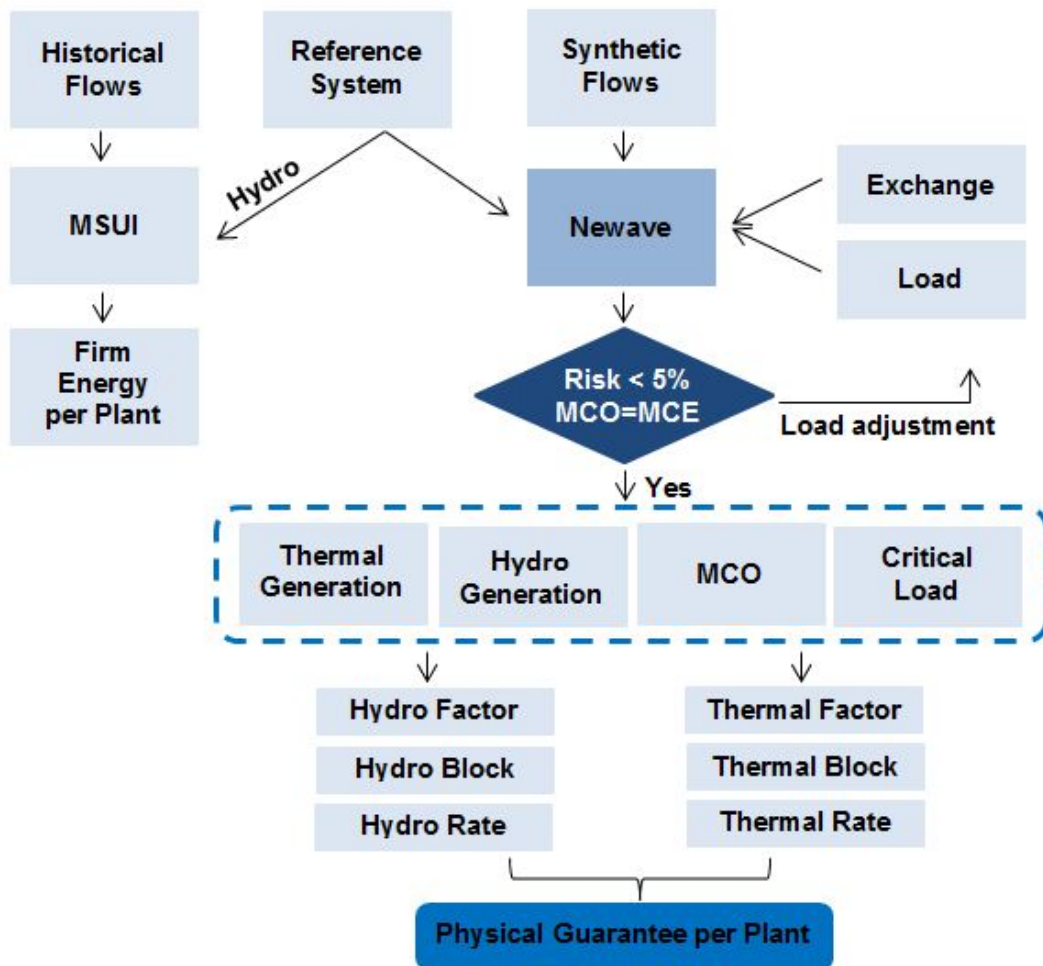 Historical
Flows
Reference
System
Synthetic
Flows
Hydro
MSUI
Newave
Exchange
Load
Firm
Energy
per Plant
Risk < 5%
MCO=MCE
Load adjustment
Yes
Thermal
Generation
Hydro
Generation
MCO
Critical
Load
Hydro Factor
Thermal Factor
Hydro Block
Thermal Block
Hydro Rate
Thermal Rate
Physical Guarantee per Plant